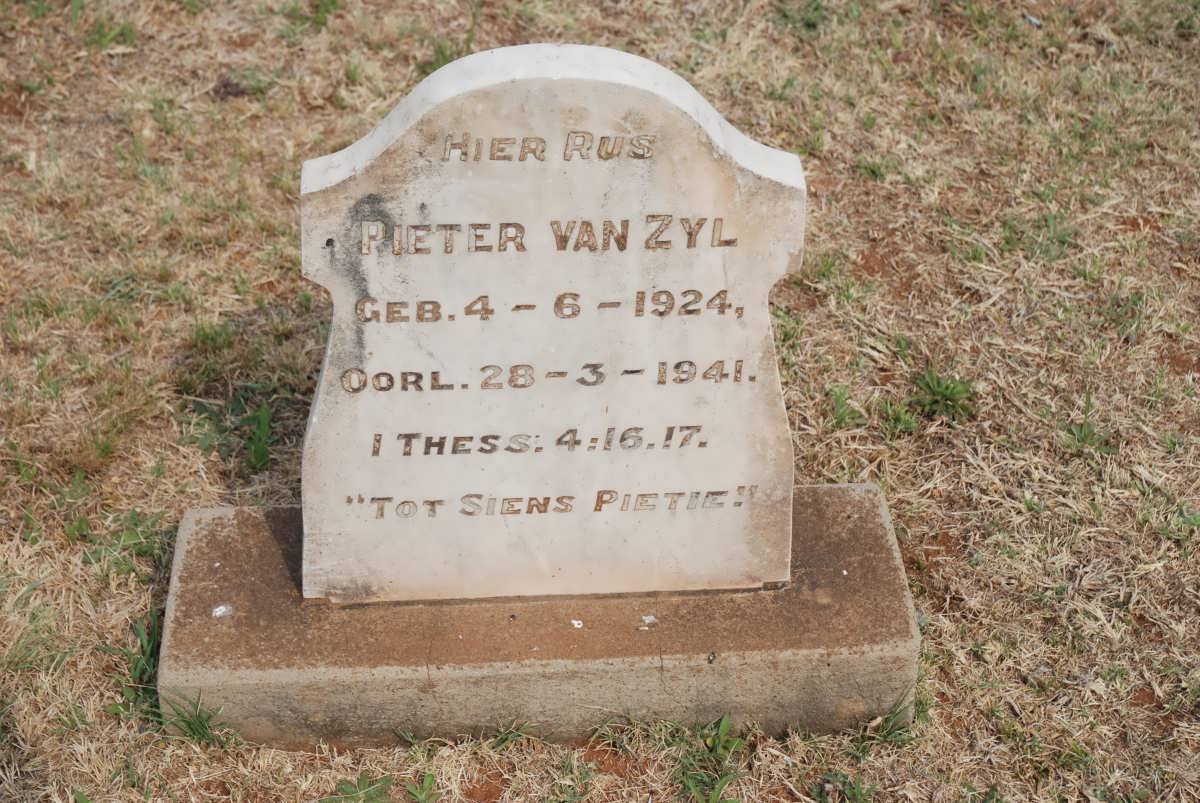 HIER RUS
PIETER VAN ZYL
GEB. 4 – 6 – 1924,
OORL. 28 – 3 – 1941.
I THESS. 4:16.17.
"TOT SIENS PIETIE!"